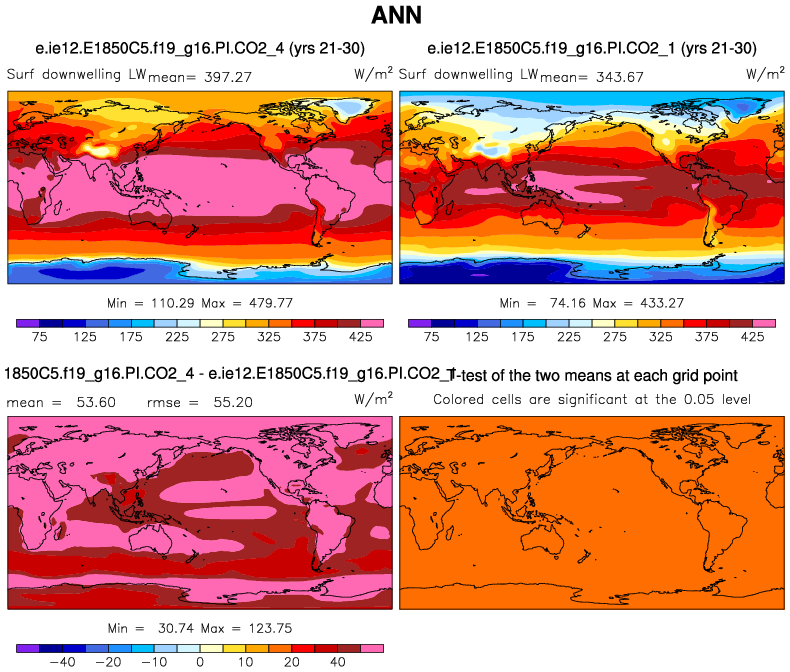 ANN
e.ie12.E1850C5.f19_g16.PI.CO2_4 (yrs 21-30)
Surf downwelling LW mean= 397.27 W/m²
Min = 110.29 Max = 479.77
75 125 175 225 275 325 375 425
e.ie12.E1850C5.f19_g16.PI.CO2_1 (yrs 21-30)
Surf downwelling LW mean= 343.67 W/m²
Min = 74.16 Max = 433.27
75 125 175 225 275 325 375 425
1850C5.f19_g16.PI.CO2_4 - e.ie12.E1850C5.f19_g16.PI.CO2_1
mean = 53.60 rmse = 55.20 W/m²
Min = 30.74 Max = 123.75
−40 −20 −10 0 10 20 40
T-test of the two means at each grid point
Colored cells are significant at the 0.05 level